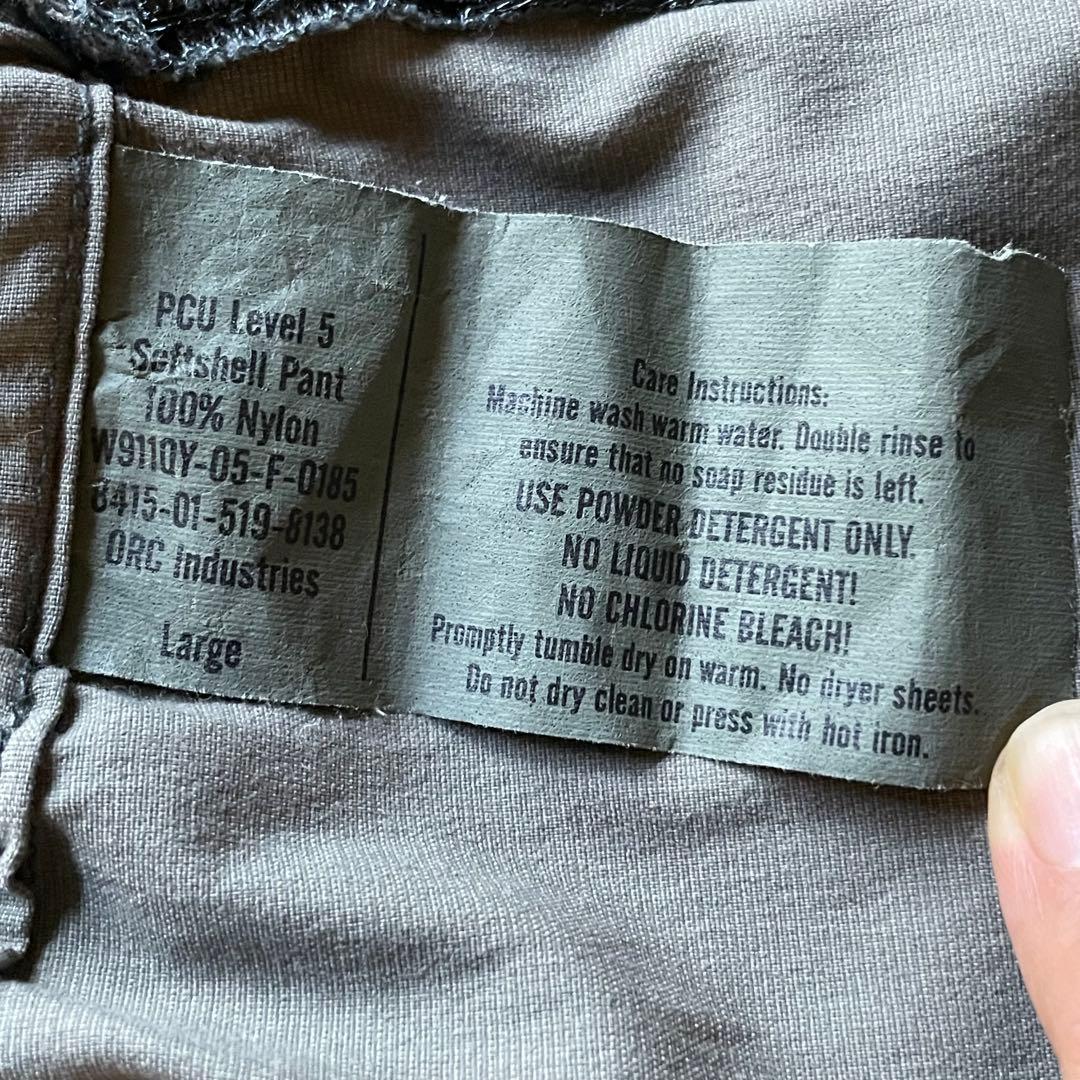 PCU Level 5
Softshell Pant
100% Nylon
W911QY-05-F-0185
8415-01-519-8138
ORC Industries
Large
Care Instructions:
Machine wash warm water. Double rinse to
ensure that no soap residue is left.
USE POWDER DETERGENT ONLY.
NO LIQUID DETERGENT!
NO CHLORINE BLEACH!
Promptly tumble dry on warm. No dryer sheets.
Do not dry clean or press with hot iron.